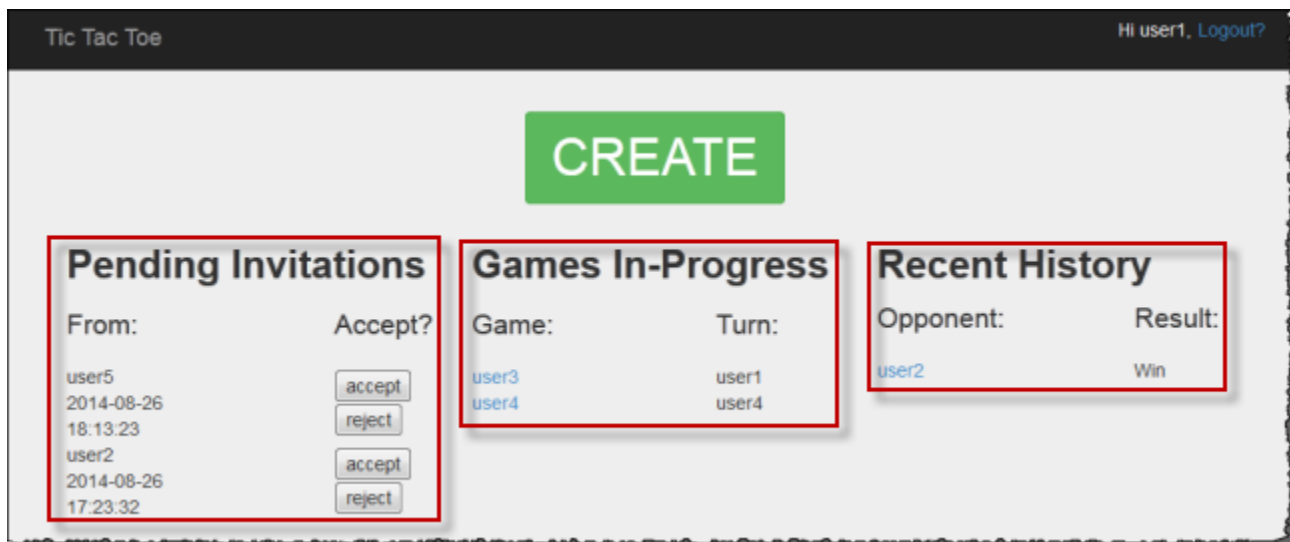 Tic Tac Toe
Hi user1, Logout?
CREATE
Pending Invitations
From: Accept?
user5
2014-08-26
18:13:23
accept
reject
user2
2014-08-26
17:23:32
accept
reject
Games In-Progress
Game: Turn:
user3 user1
user4 user4
Recent History
Opponent: Result:
user2 Win